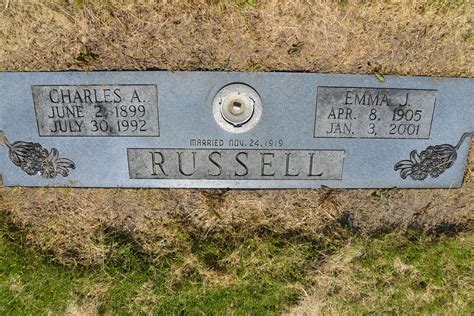 CHARLES A.
JUNE 2, 1899
JULY 30, 1992
EMMA J.
APR. 8, 1905
JAN. 3, 2001
MARRIED NOV. 24, 1919
RUSSELL